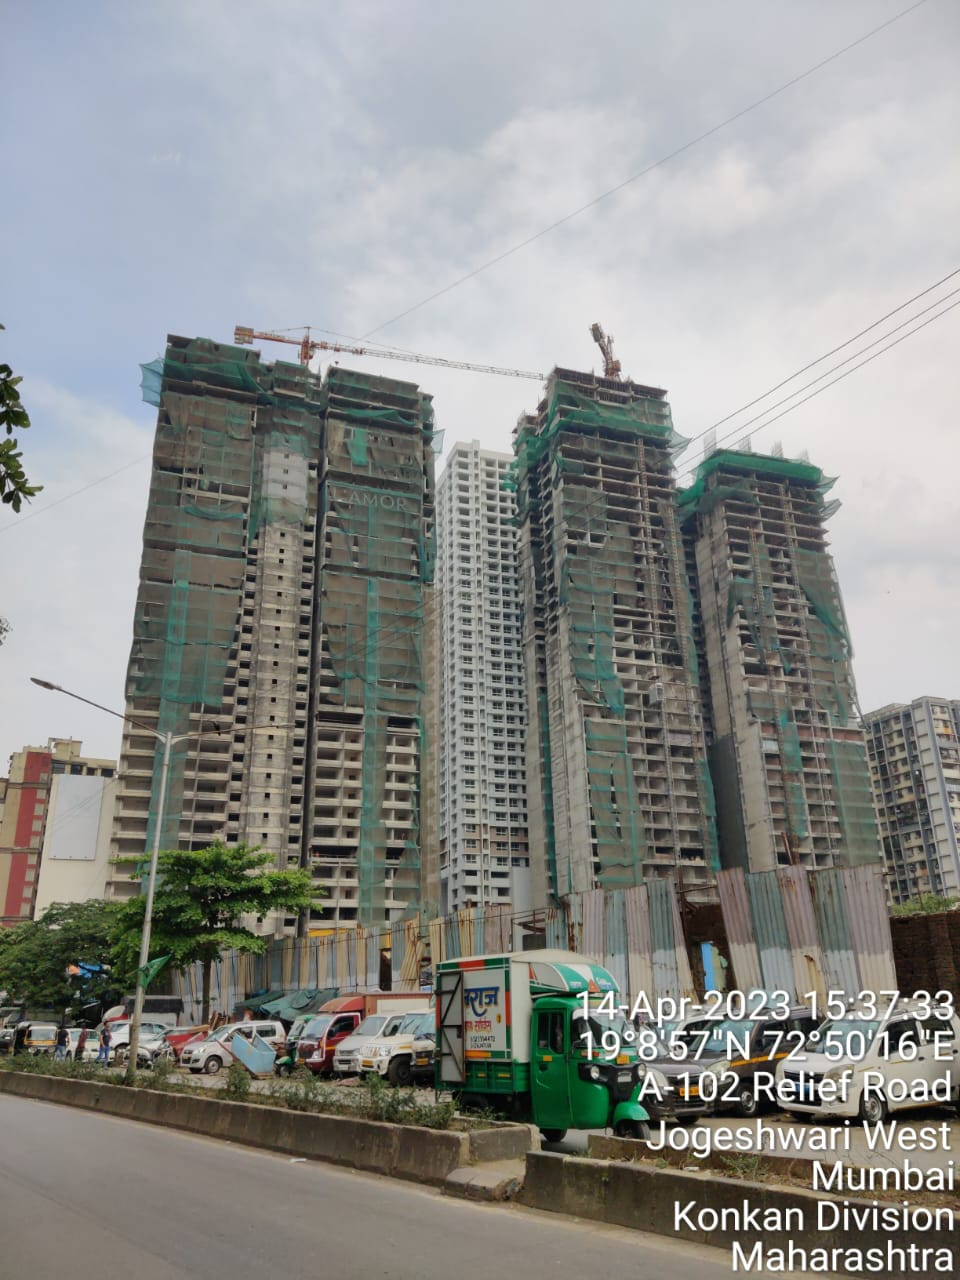 L'AMOR
राज
14-Apr-2023 15:37:33
19°8'57"N 72°50'16"E
A-102 Relief Road
Jogeshwari West
Mumbai
Konkan Division
Maharashtra